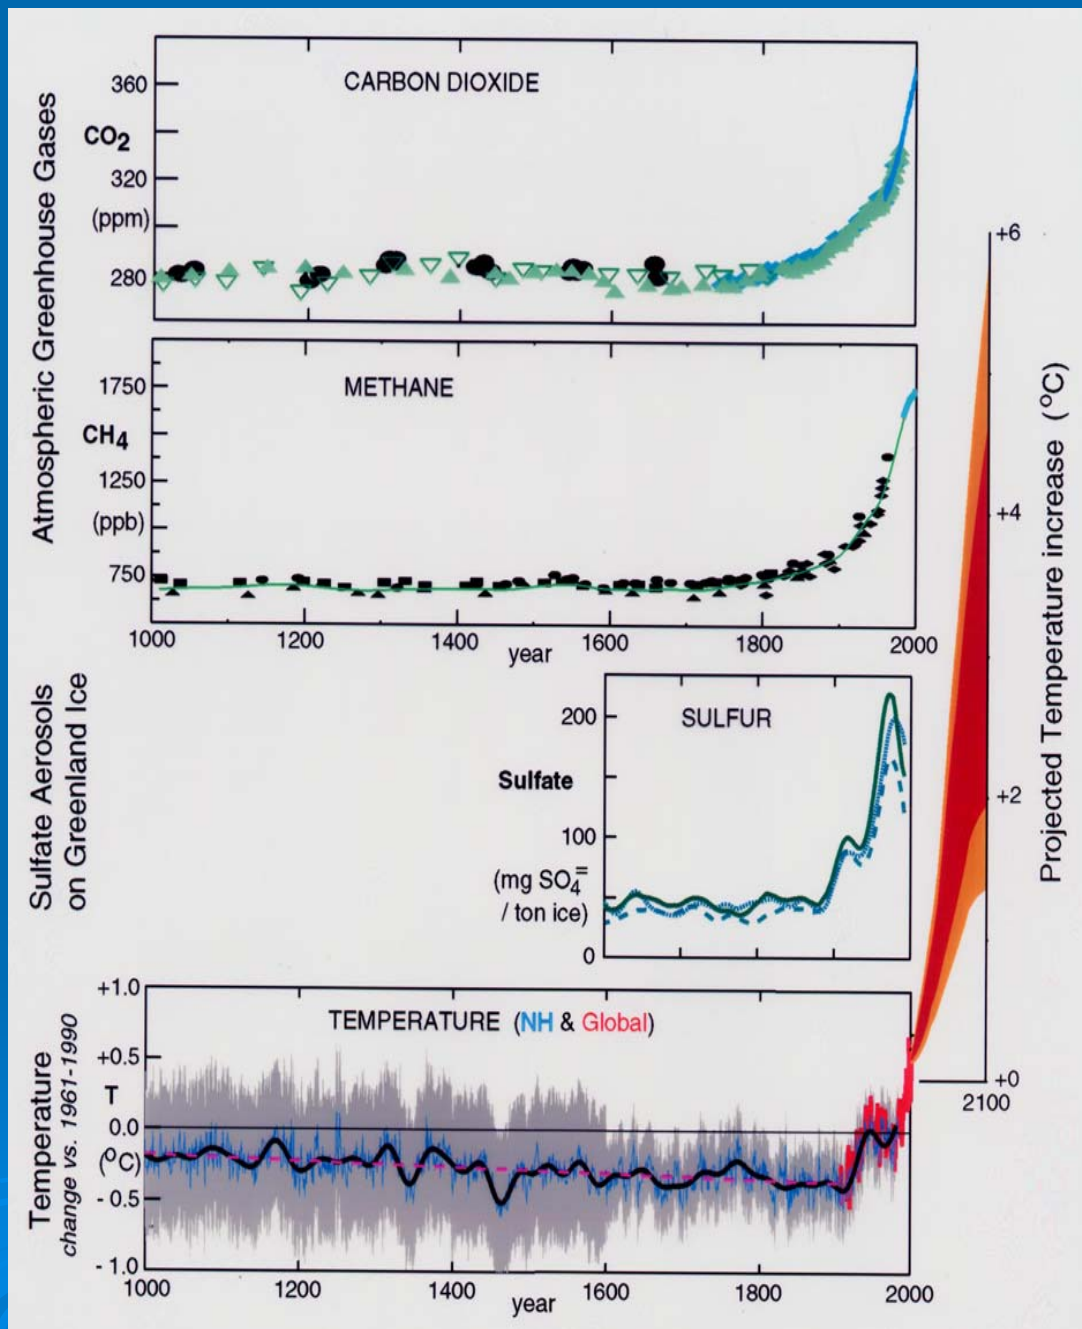 Atmospheric Greenhouse Gases
CARBON DIOXIDE
CO2
(ppm)
360
320
280
METHANE
CH4
(ppb)
1750
1250
750
1000 1200 1400 1600 1800 2000
year
Sulfate Aerosols
on Greenland Ice
SULFUR
Sulfate
(mg SO4=
/ ton ice)
200
100
0
Temperature
change vs. 1961-1990
TEMPERATURE (NH & Global)
T
(oC)
+1.0
+0.5
0.0
- 0.5
- 1.0
1000 1200 1400 1600 1800 2000
year
Projected Temperature increase (oC)
+6
+4
+2
+0
2100